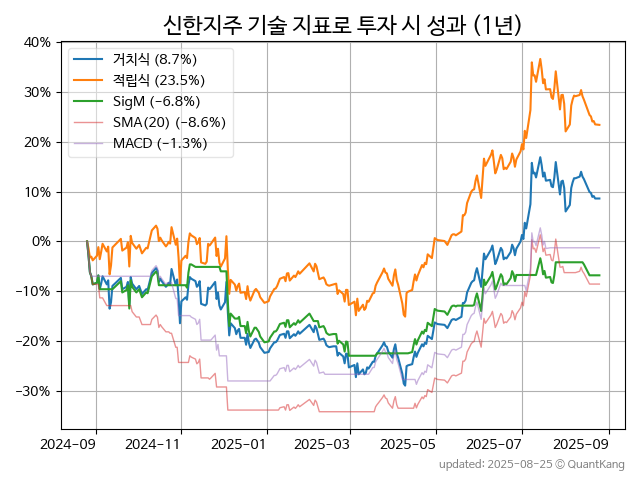 신한지주 기술 지표로 투자 시 성과 (1년)
40%
30%
20%
10%
0%
−10%
−20%
−30%
거치식 (8.7%)
적립식 (23.5%)
SigM (−6.8%)
SMA(20) (−8.6%)
MACD (−1.3%)
2024-09 2024-11 2025-01 2025-03 2025-05 2025-07 2025-09
updated: 2025-08-25 © QuantKang